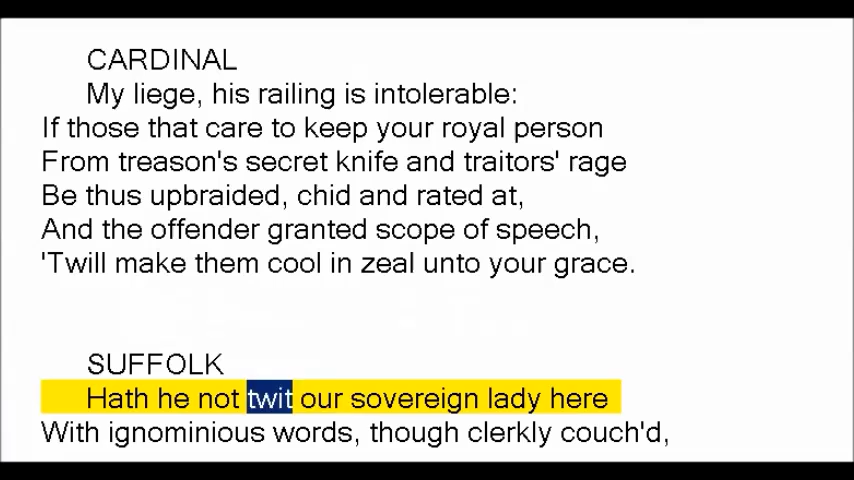 CARDINAL
My liege, his railing is intolerable:
If those that care to keep your royal person
From treason's secret knife and traitors' rage
Be thus upbraided, chid and rated at,
And the offender granted scope of speech,
'Twill make them cool in zeal unto your grace.
SUFFOLK
Hath he not twit our sovereign lady here
With ignominious words, though clerkly couch'd,